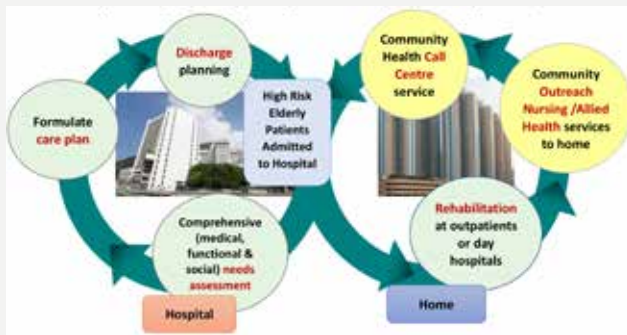 Discharge
planning
Formulate
care plan
High Risk
Elderly
Patients
Admitted
to Hospital
Comprehensive
(medical,
functional &
social) needs
assessment
Hospital
Community
Health Call
Centre
service
Community
Outreach
Nursing /Allied
Health services
to home
Rehabilitation
at outpatients
or day
hospitals
Home